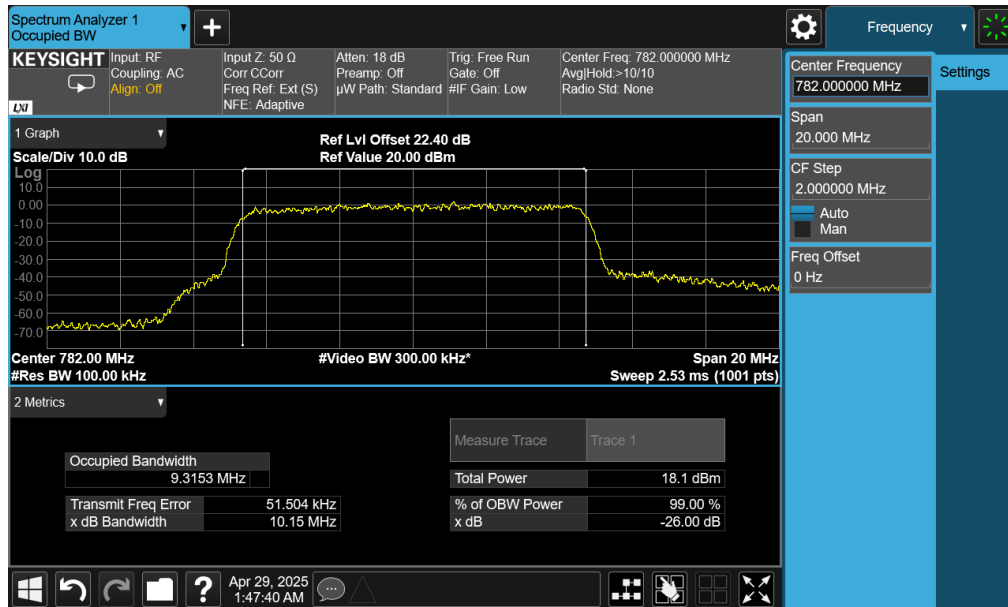 Spectrum Analyzer 1
Occupied BW
Frequency
KEYSIGHT
LXI
Input: RF
Coupling: AC
Align: Off
Input Z: 50 Ω
Corr CCorr
Freq Ref: Ext (S)
NFE: Adaptive
Atten: 18 dB
Preamp: Off
µW Path: Standard
Trig: Free Run
Gate: Off
#IF Gain: Low
Center Freq: 782.000000 MHz
Avg|Hold:>10/10
Radio Std: None
1 Graph
Scale/Div 10.0 dB
Ref Lvl Offset 22.40 dB
Ref Value 20.00 dBm
Log
10.0
0.00
-10.0
-20.0
-30.0
-40.0
-50.0
-60.0
-70.0
Center 782.00 MHz
#Video BW 300.00 kHz*
Span 20 MHz
#Res BW 100.00 kHz
Sweep 2.53 ms (1001 pts)
2 Metrics
Measure Trace Trace 1
Occupied Bandwidth
9.3153 MHz
Total Power 18.1 dBm
Transmit Freq Error 51.504 kHz
% of OBW Power 99.00 %
x dB Bandwidth 10.15 MHz
x dB -26.00 dB
Center Frequency
782.000000 MHz
Settings
Span
20.000 MHz
CF Step
2.000000 MHz
Auto
Man
Freq Offset
0 Hz
?
Apr 29, 2025
1:47:40 AM